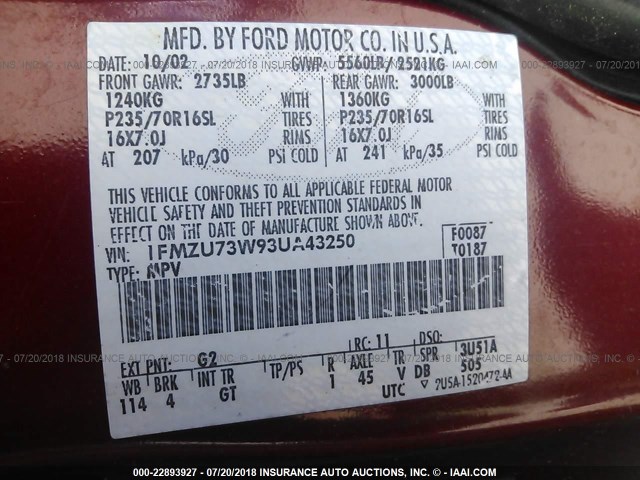 MFD. BY FORD MOTOR CO. IN U.S.A.
DATE: 10/02 GVWR: 5560LB/ 2521KG
FRONT GAWR: 2735LB REAR GAWR: 3000LB
1240KG WITH 1360KG WITH
P235/70R16SL TIRES P235/70R16SL TIRES
16X7.0J RIMS 16X7.0J RIMS
AT 207 kPa/30 PSI COLD AT 241 kPa/35 PSI COLD
THIS VEHICLE CONFORMS TO ALL APPLICABLE FEDERAL MOTOR
VEHICLE SAFETY AND THEFT PREVENTION STANDARDS IN
EFFECT ON THE DATE OF MANUFACTURE SHOWN ABOVE.
VIN: 1FMZU73W93UA43250 F0087
TYPE: MPV T0187
EXT PNT: G2 RC: 11 DSO: 3U51A
WB BRK INT TR TP/PS R AXLE TR SPR 505
114 4 GT 1 45 V DB
UTC ▽ 2U5A-1520472-AA
000-22893927 - 07/20/2018 INSURANCE AUTO AUCTIONS, INC. © - IAAI.COM